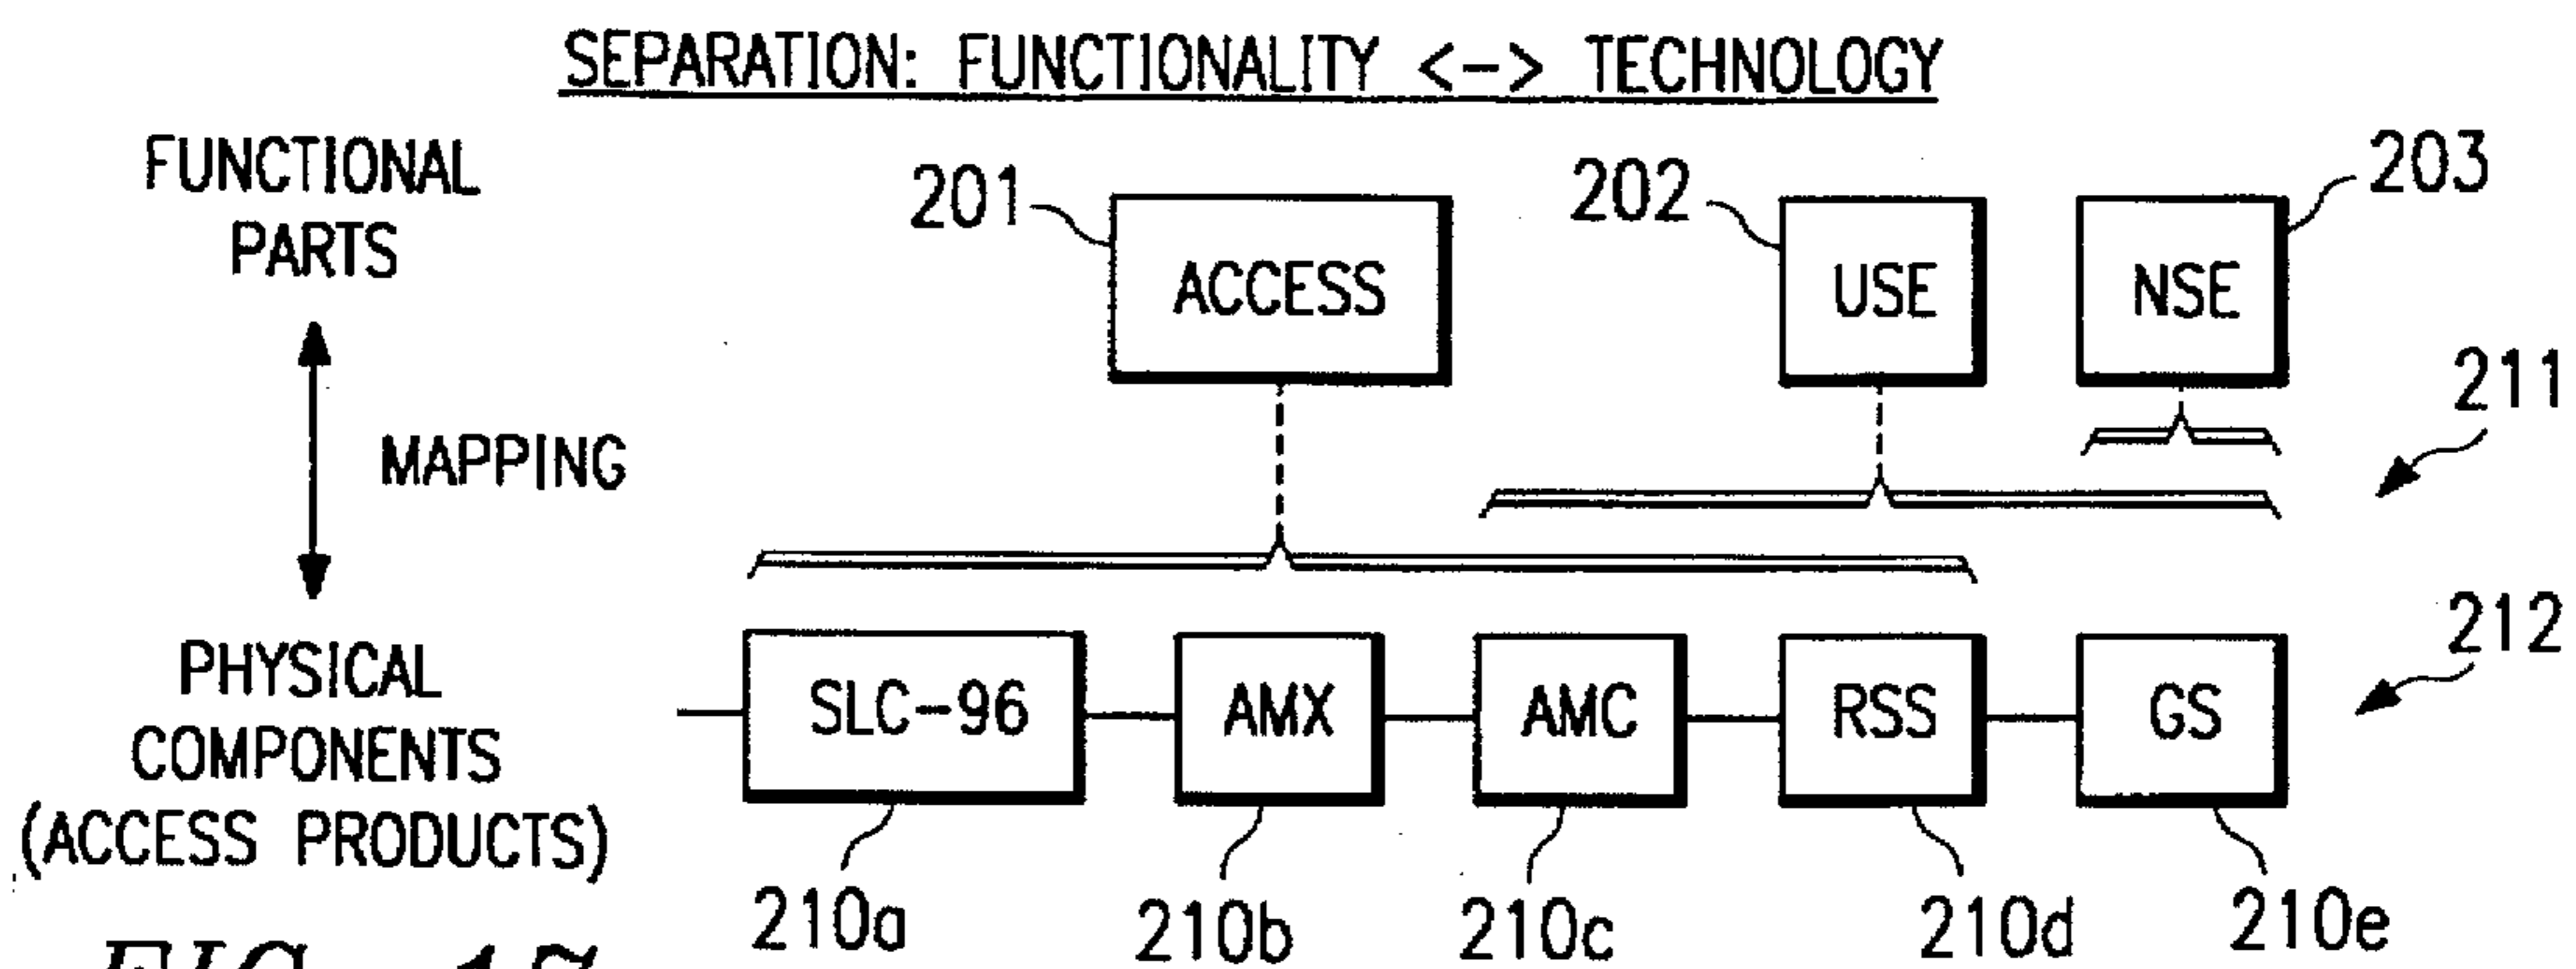 SEPARATION: FUNCTIONALITY <-> TECHNOLOGY
FUNCTIONAL
PARTS
201
202
203
ACCESS
USE
NSE
211
MAPPING
212
PHYSICAL
COMPONENTS
(ACCESS PRODUCTS)
SLC-96
AMX
AMC
RSS
GS
210a
210b
210c
210d
210e